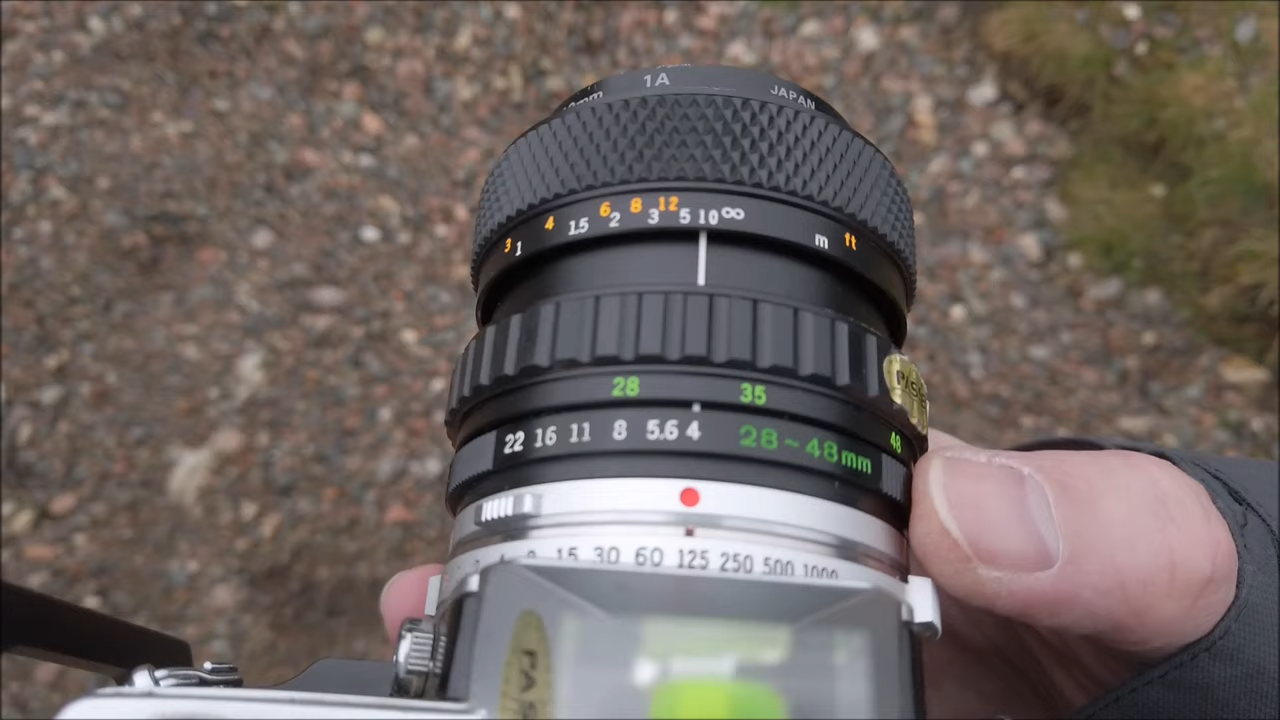 1A JAPAN
4 6 8 12
3 1 1.5 2 3 5 10 ∞ m ft
28 35 48
22 16 11 8 5.6 4 28~48mm
15 30 60 125 250 500 1000